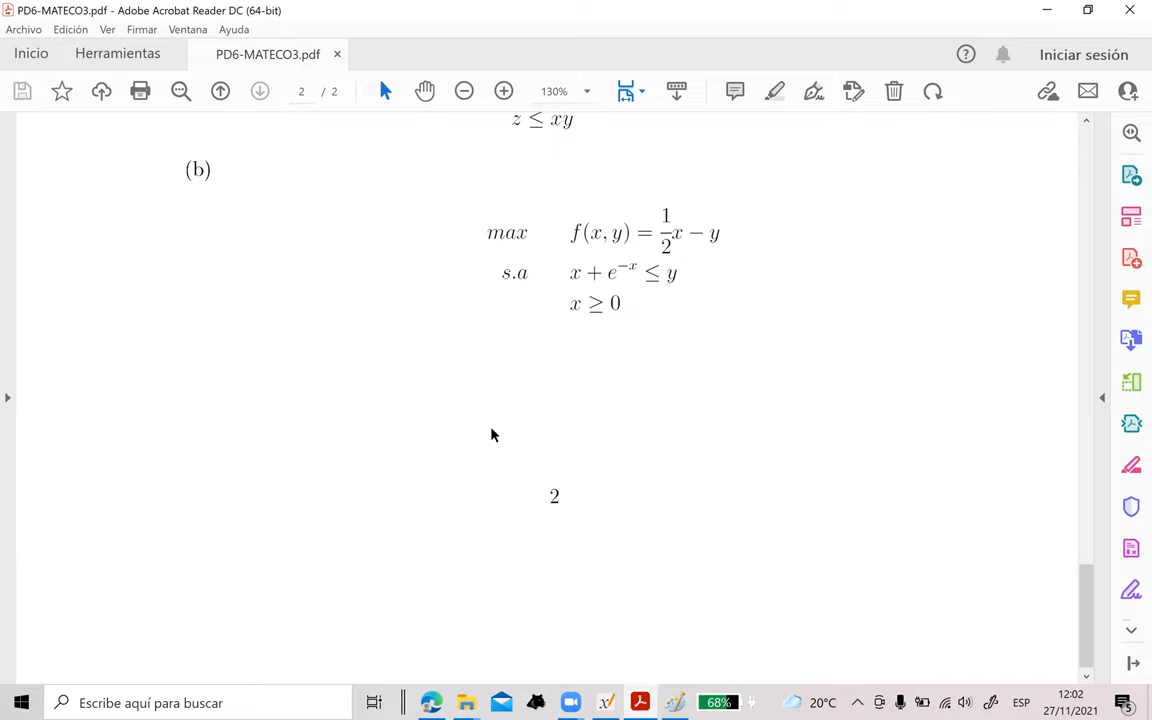 PD6-MATECO3.pdf - Adobe Acrobat Reader DC (64-bit)
Archivo Edición Ver Firmar Ventana Ayuda
Inicio Herramientas PD6-MATECO3.pdf × Iniciar sesión
2 / 2 130%
z ≤ xy
(b)
max f(x, y) = 1/2 x − y
s.a x + e^{−x} ≤ y
x ≥ 0
2
Escribe aquí para buscar
68% 20°C ESP 12:02
27/11/2021 5